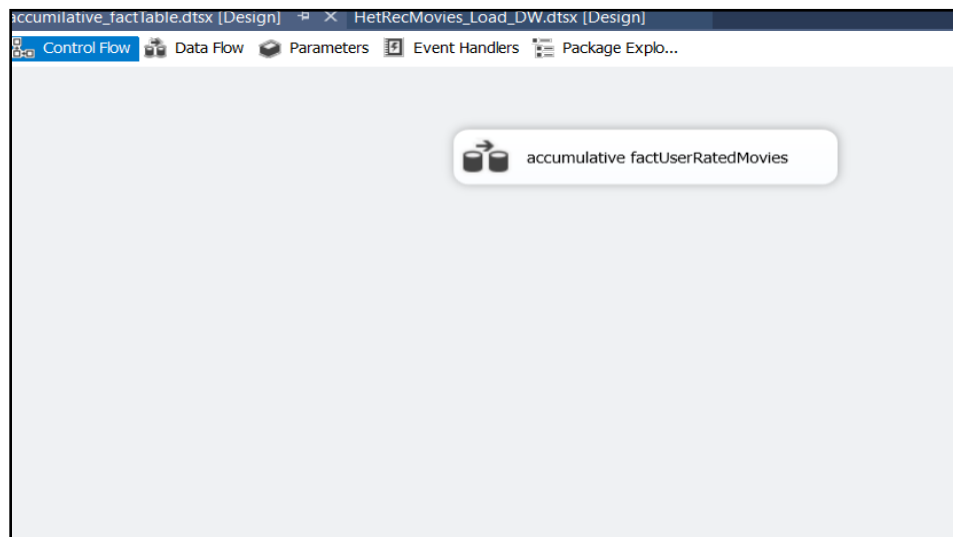 accumilative_factTable.dtsx [Design] HetRecMovies_Load_DW.dtsx [Design]
Control Flow Data Flow Parameters Event Handlers Package Explo...
accumulative factUserRatedMovies